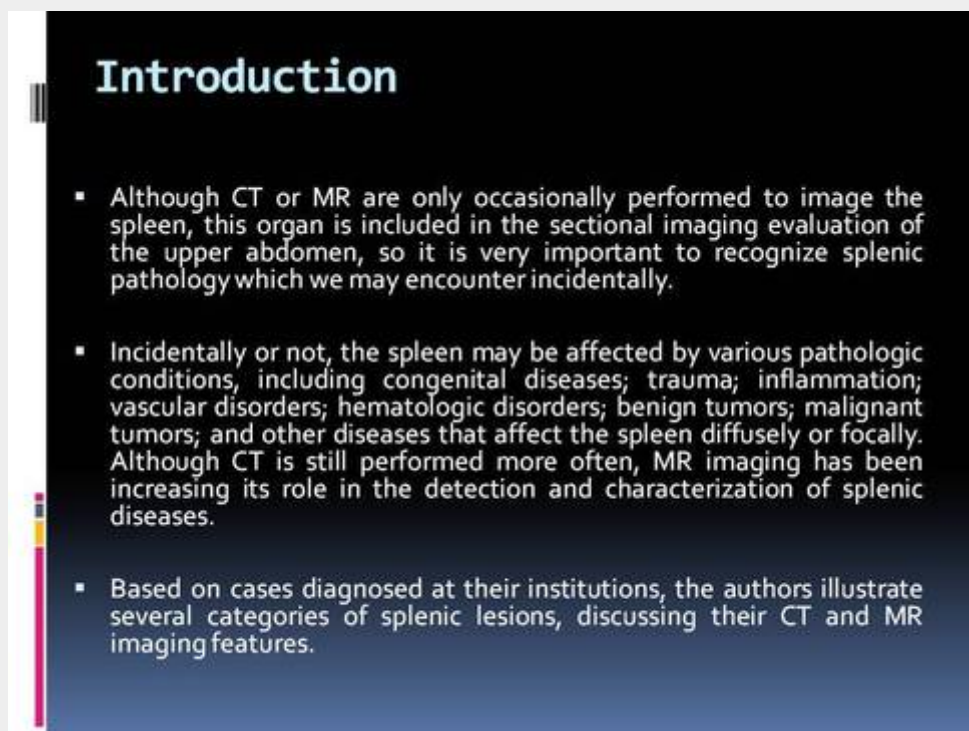 Introduction
▪ Although CT or MR are only occasionally performed to image the
spleen, this organ is included in the sectional imaging evaluation of
the upper abdomen, so it is very important to recognize splenic
pathology which we may encounter incidentally.
▪ Incidentally or not, the spleen may be affected by various pathologic
conditions, including congenital diseases; trauma; inflammation;
vascular disorders; hematologic disorders; benign tumors; malignant
tumors; and other diseases that affect the spleen diffusely or focally.
Although CT is still performed more often, MR imaging has been
increasing its role in the detection and characterization of splenic
diseases.
▪ Based on cases diagnosed at their institutions, the authors illustrate
several categories of splenic lesions, discussing their CT and MR
imaging features.